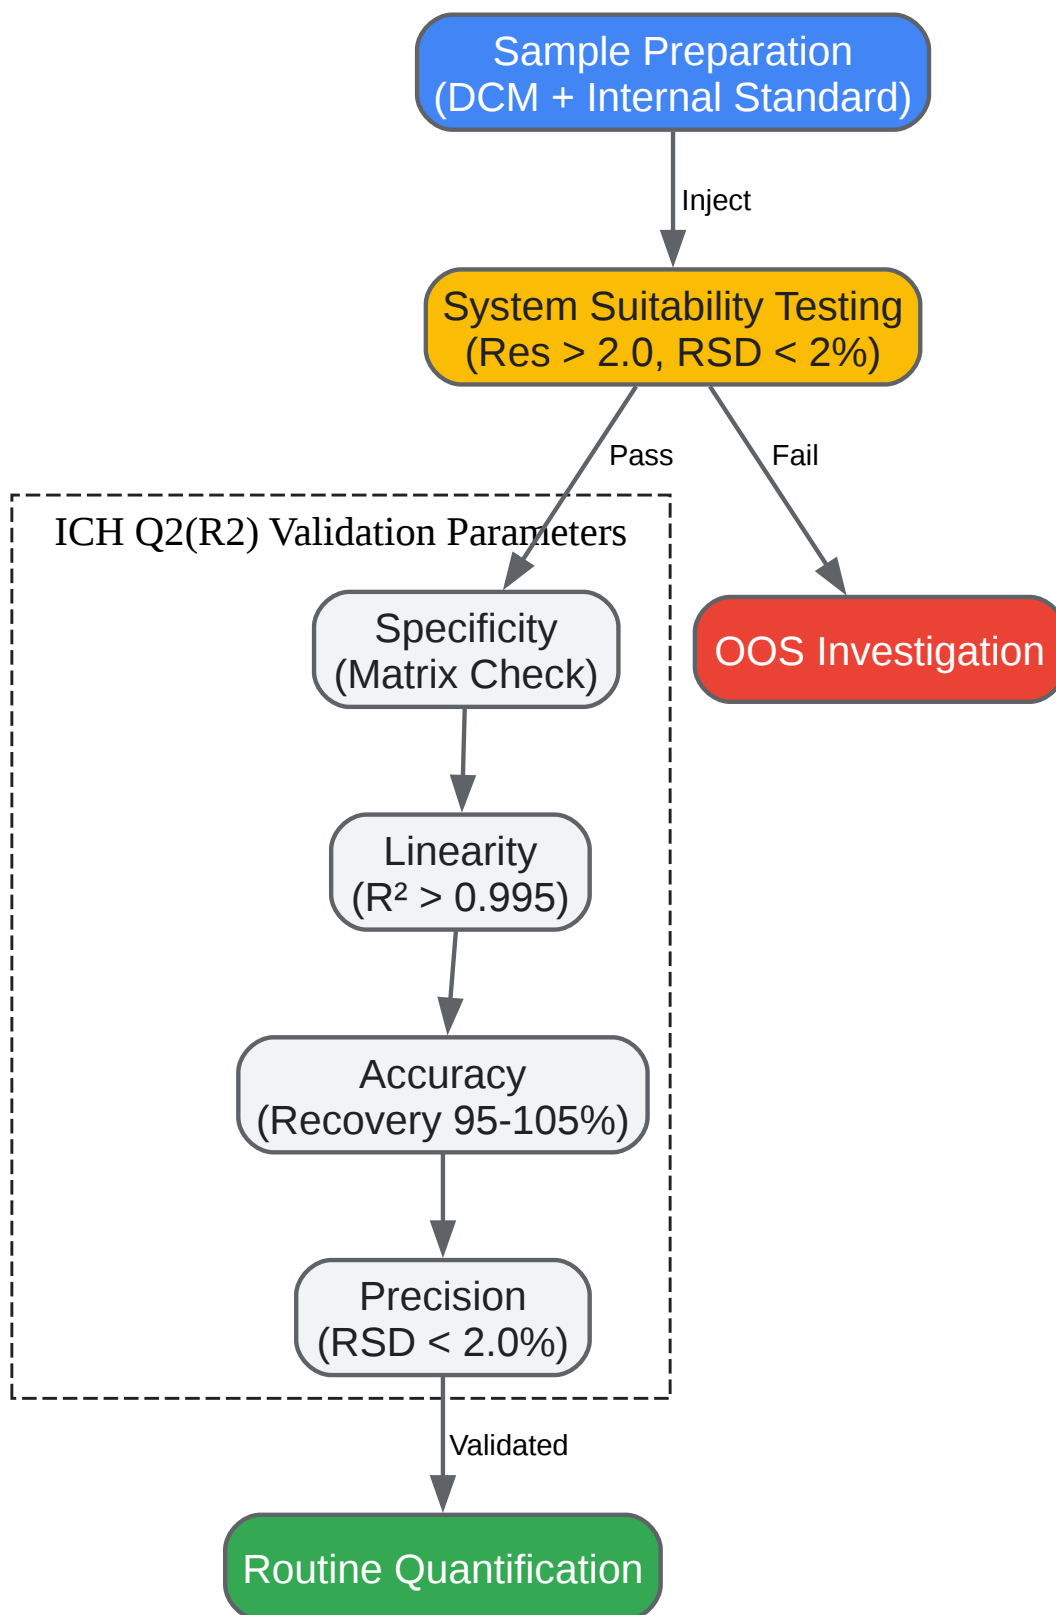 Sample Preparation
(DCM + Internal Standard)
Inject
System Suitability Testing
(Res > 2.0, RSD < 2%)
Pass
Fail
ICH Q2(R2) Validation Parameters
Specificity
(Matrix Check)
OOS Investigation
Linearity
(R² > 0.995)
Accuracy
(Recovery 95-105%)
Precision
(RSD < 2.0%)
Validated
Routine Quantification